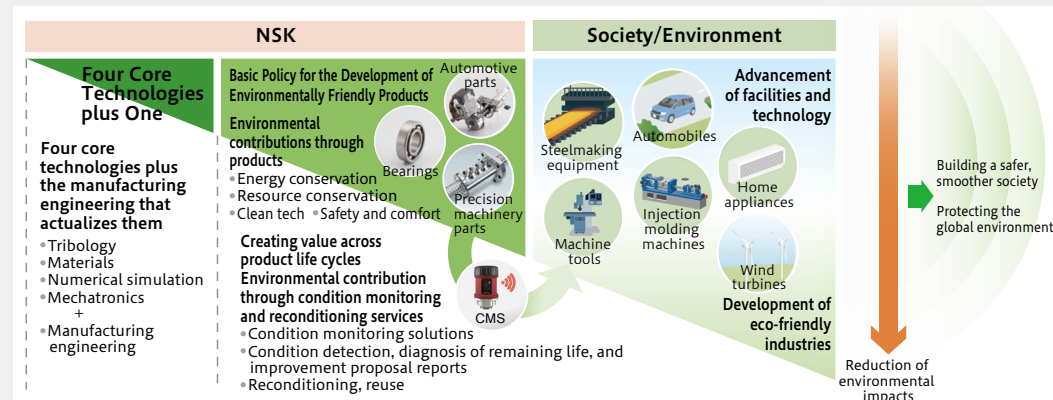 NSK
Society/Environment
Four Core
Technologies
plus One
Four core
technologies plus
the manufacturing
engineering that
actualizes them
•Tribology
•Materials
•Numerical simulation
•Mechatronics
+
•Manufacturing
engineering
Basic Policy for the Development of
Environmentally Friendly Products
Environmental
contributions through
products
•Energy conservation
•Resource conservation
•Clean tech •Safety and comfort
Automotive
parts
Bearings
Precision
machinery
parts
Creating value across
product life cycles
Environmental contribution
through condition monitoring
and reconditioning services
•Condition monitoring solutions
•Condition detection, diagnosis of remaining life, and
improvement proposal reports
•Reconditioning, reuse
CMS
Advancement
of facilities and
technology
Steelmaking
equipment
Automobiles
Home
appliances
Machine
tools
Injection
molding
machines
Wind
turbines
Development of
eco-friendly
industries
Building a safer,
smoother society
Protecting the
global environment
Reduction of
environmental
impacts